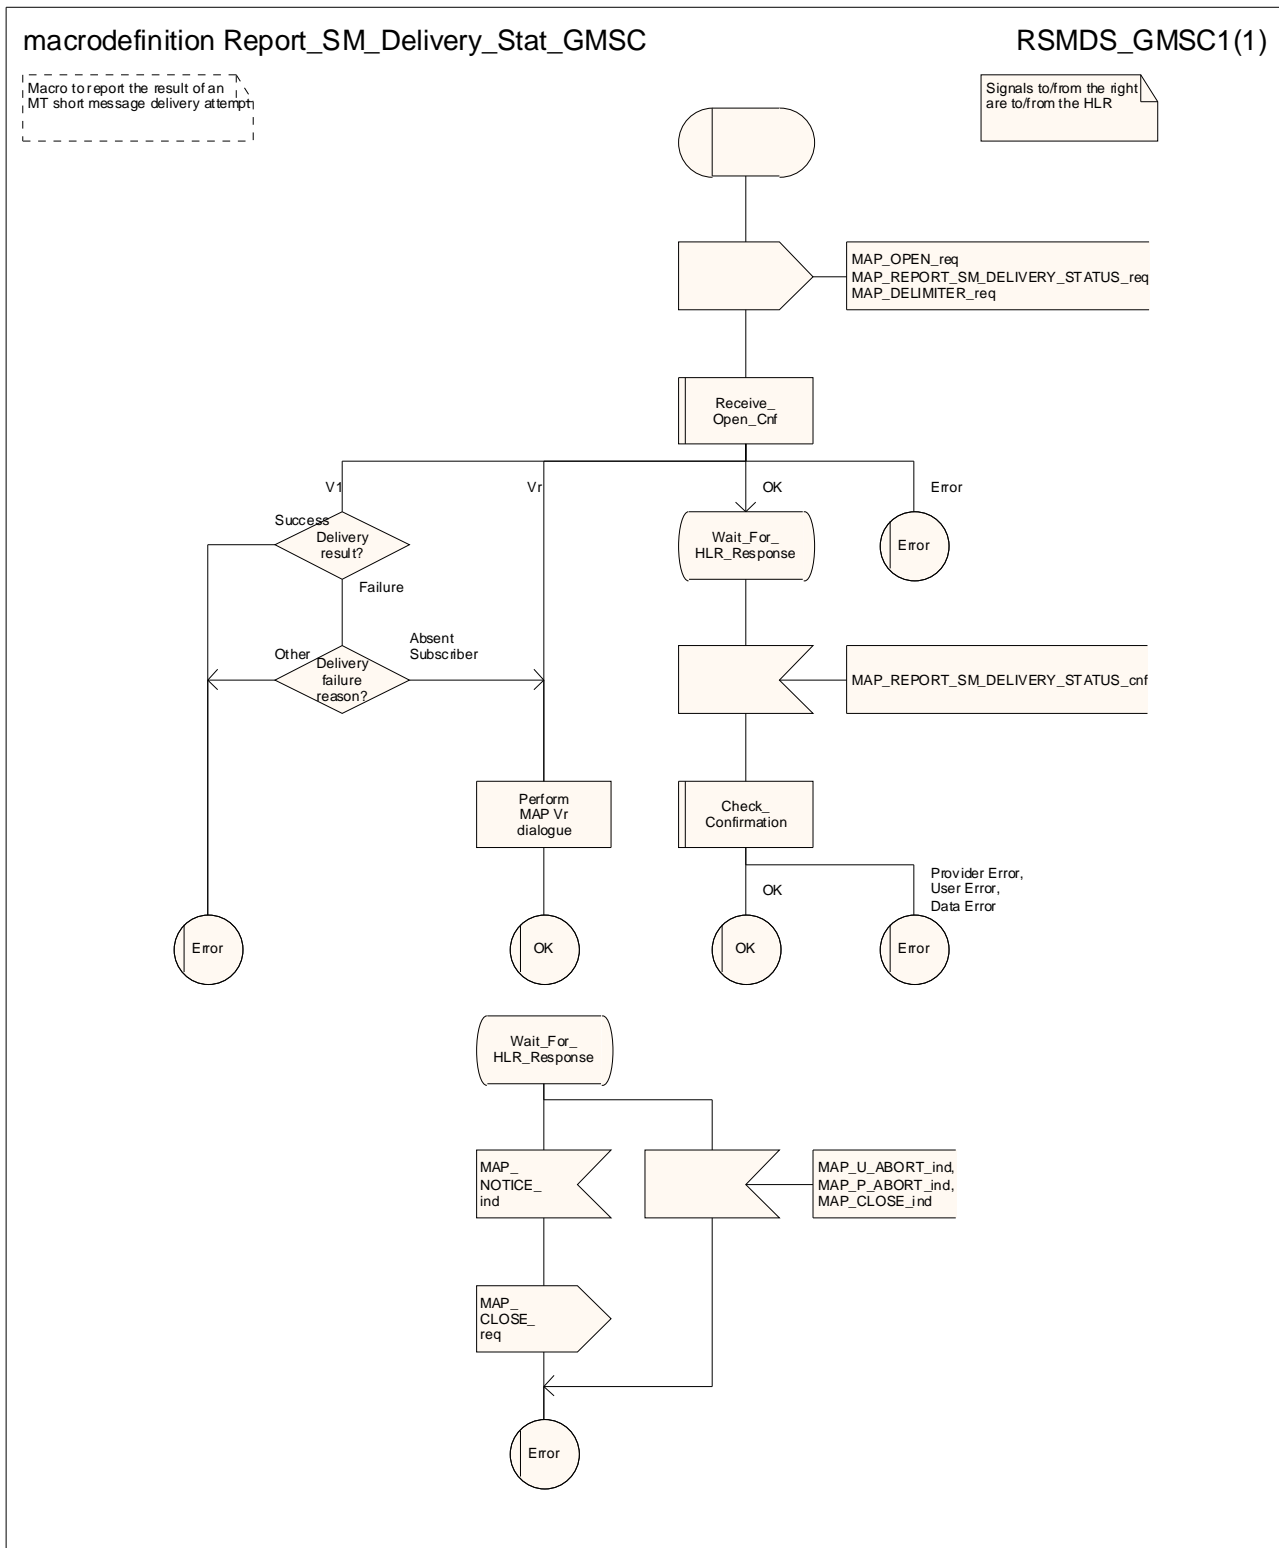 macrodefinition Report_SM_Delivery_Stat_GMSC
RSMDS_GMSC1(1)
Macro to report the result of an
MT short message delivery attempt
Signals to/from the right
are to/from the HLR
MAP_OPEN_req
MAP_REPORT_SM_DELIVERY_STATUS_req
MAP_DELIMITER_req
Receive_
Open_Cnf
V1
Vr
OK
Error
Success
Delivery
result?
Wait_For_
HLR_Response
Error
Failure
Other
Delivery
failure
reason?
Absent
Subscriber
MAP_REPORT_SM_DELIVERY_STATUS_cnf
Perform
MAP Vr
dialogue
Check_
Confirmation
OK
Provider Error,
User Error,
Data Error
Error
OK
OK
Error
Wait_For_
HLR_Response
MAP_
NOTICE_
ind
MAP_U_ABORT_ind,
MAP_P_ABORT_ind,
MAP_CLOSE_ind
MAP_
CLOSE_
req
Error